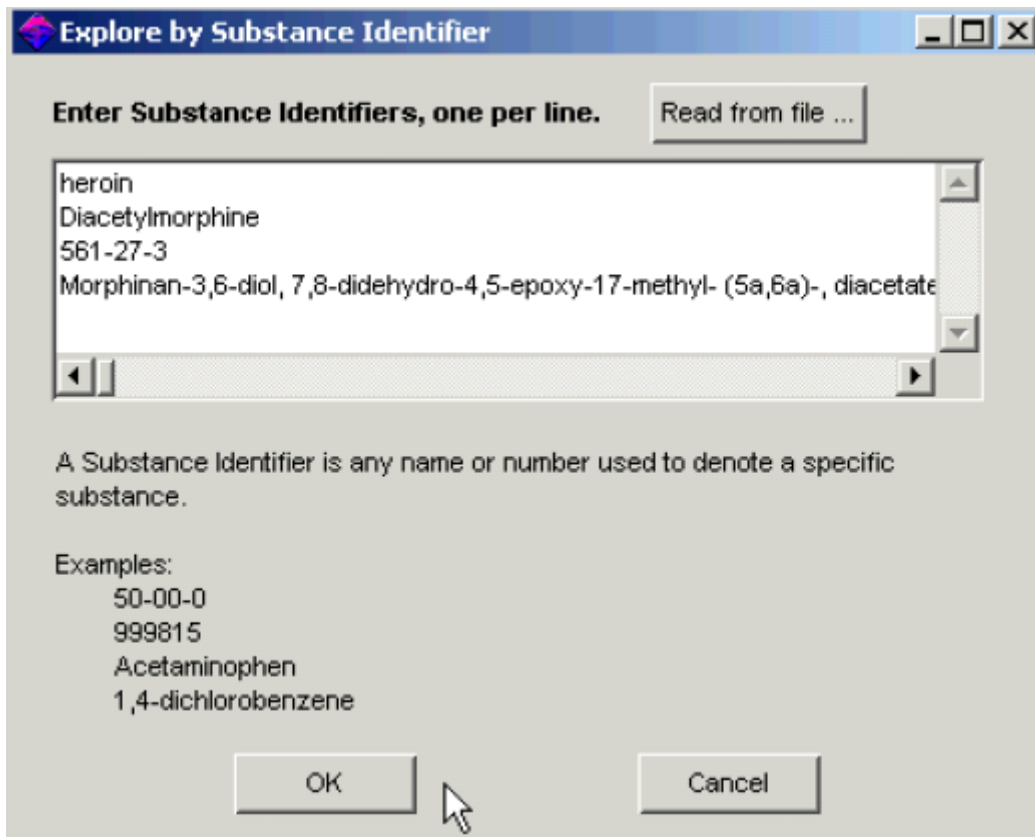 Explore by Substance Identifier
Enter Substance Identifiers, one per line.
Read from file ...
heroin
Diacetylmorphine
561-27-3
Morphinan-3,6-diol, 7,8-didehydro-4,5-epoxy-17-methyl- (5a,6a)-, diacetate
A Substance Identifier is any name or number used to denote a specific
substance.
Examples:
50-00-0
999815
Acetaminophen
1,4-dichlorobenzene
OK
Cancel